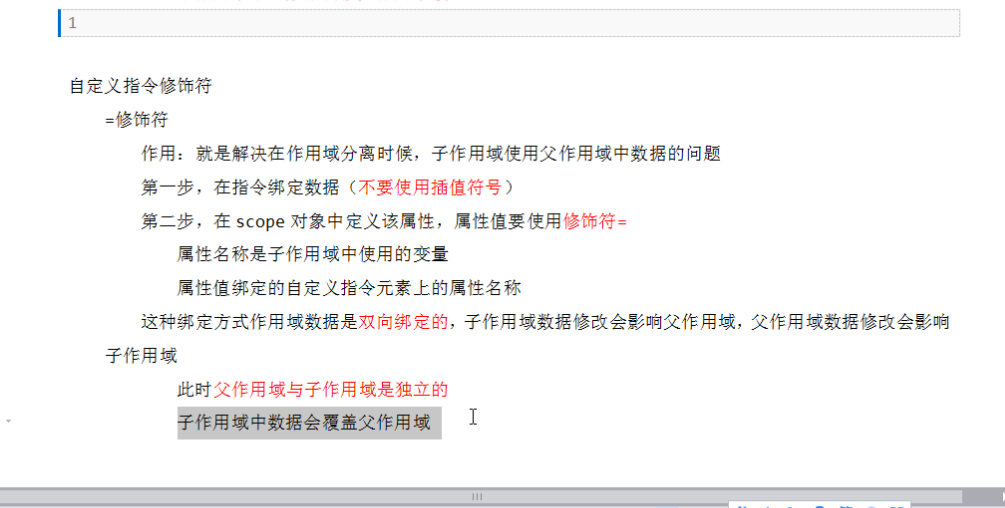 1
自定义指令修饰符
=修饰符
作用：就是解决在作用域分离时候，子作用域使用父作用域中数据的问题
第一步，在指令绑定数据（不要使用插值符号）
第二步，在 scope 对象中定义该属性，属性值要使用修饰符=
属性名称是子作用域中使用的变量
属性值绑定的自定义指令元素上的属性名称
这种绑定方式作用域数据是双向绑定的，子作用域数据修改会影响父作用域，父作用域数据修改会影响
子作用域
此时父作用域与子作用域是独立的
子作用域中数据会覆盖父作用域